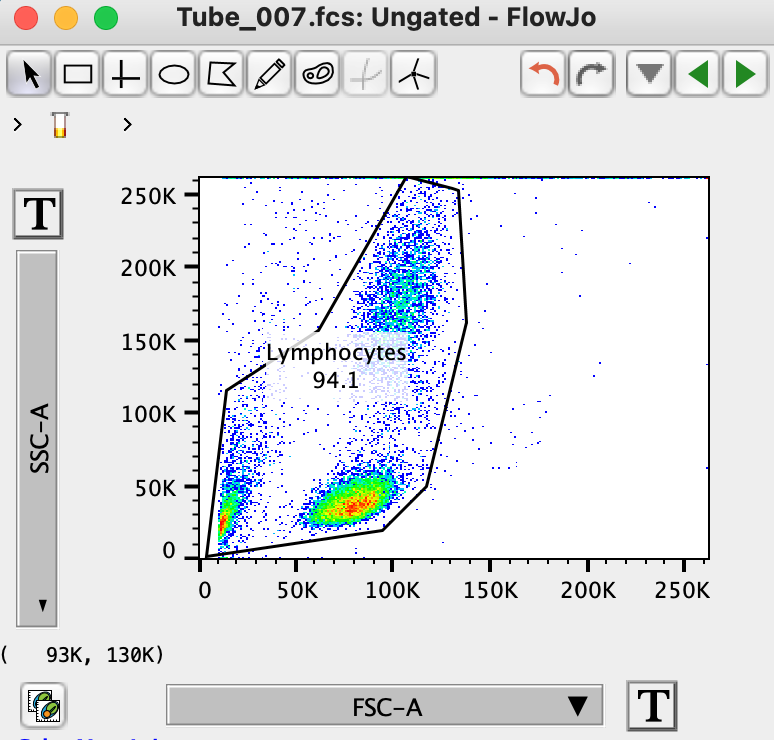 Tube_007.fcs: Ungated - FlowJo
T
250K
200K
150K
100K
50K
0
SSC-A
Lymphocytes
94.1
0 50K 100K 150K 200K 250K
( 93K, 130K)
FSC-A
T